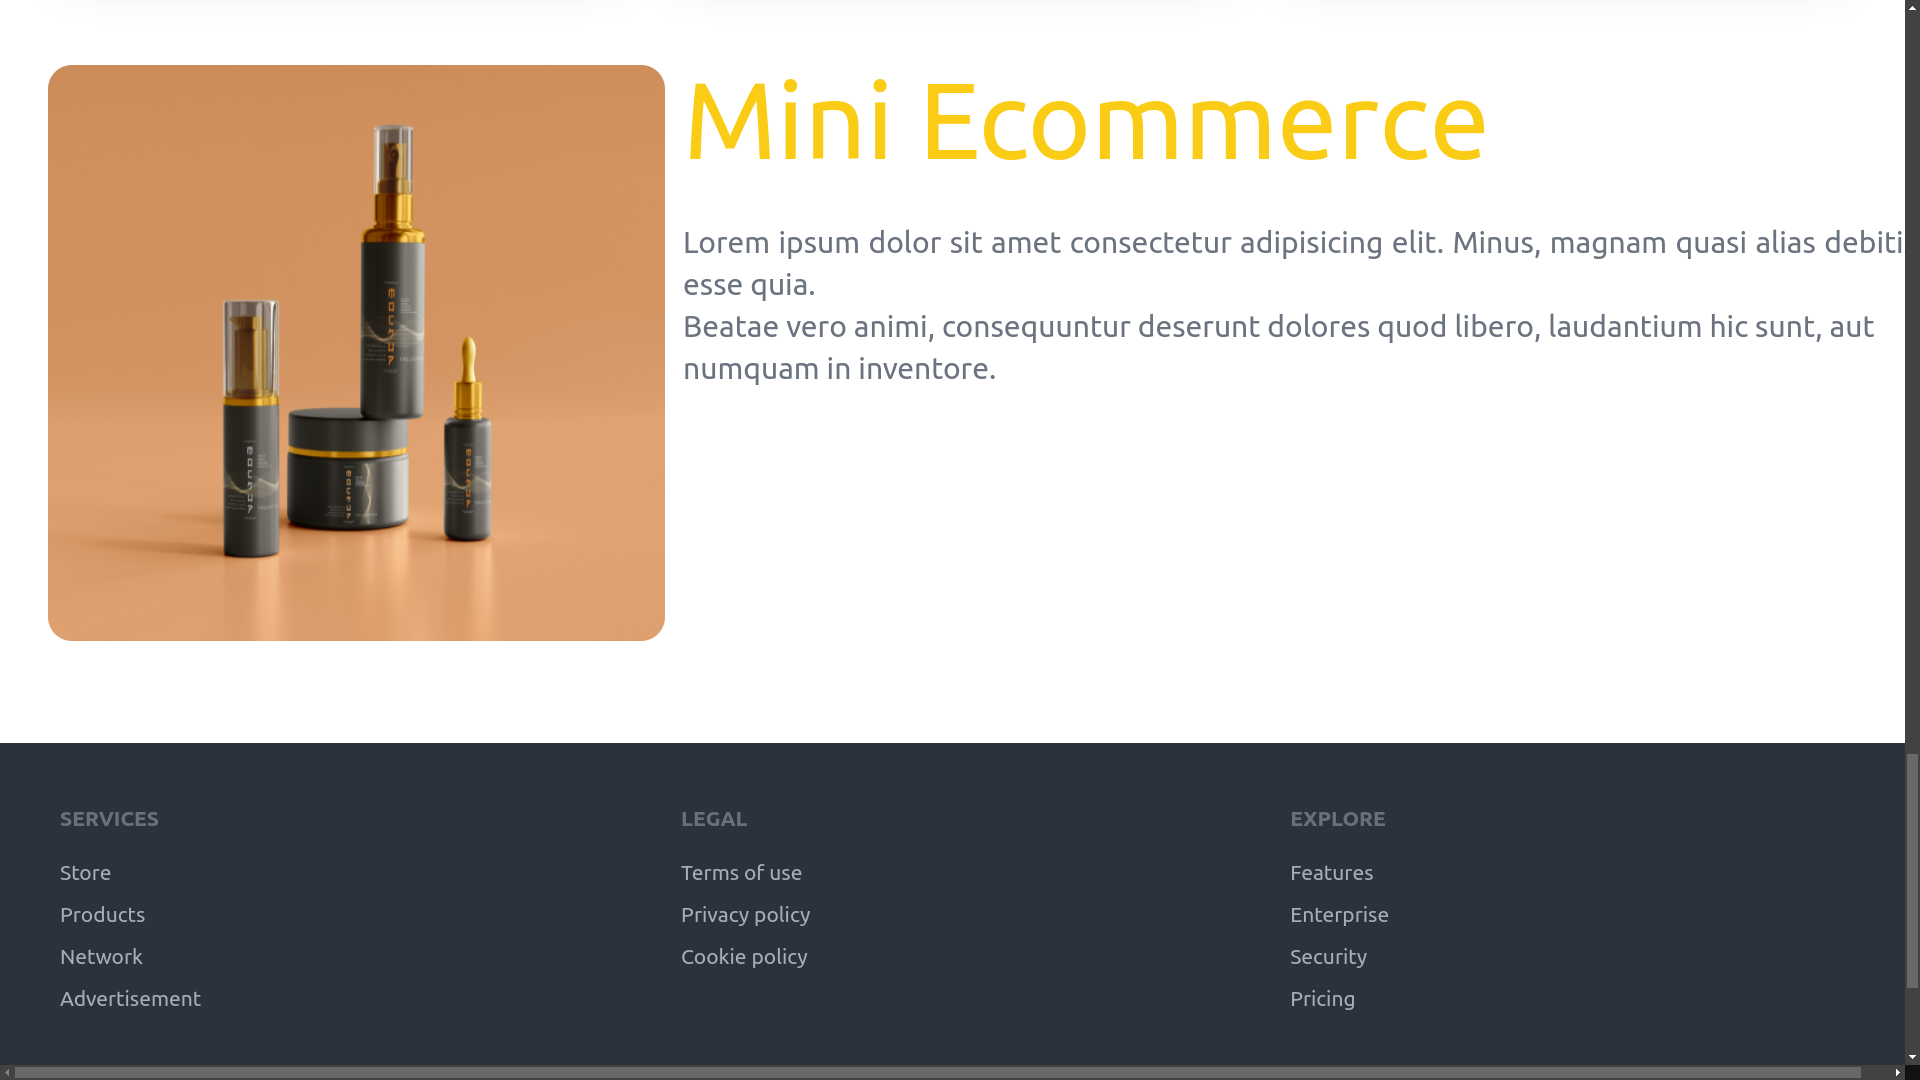 Mini Ecommerce
Lorem ipsum dolor sit amet consectetur adipisicing elit. Minus, magnam quasi alias debiti
esse quia.
Beatae vero animi, consequuntur deserunt dolores quod libero, laudantium hic sunt, aut
numquam in inventore.
SERVICES
Store
Products
Network
Advertisement
LEGAL
Terms of use
Privacy policy
Cookie policy
EXPLORE
Features
Enterprise
Security
Pricing